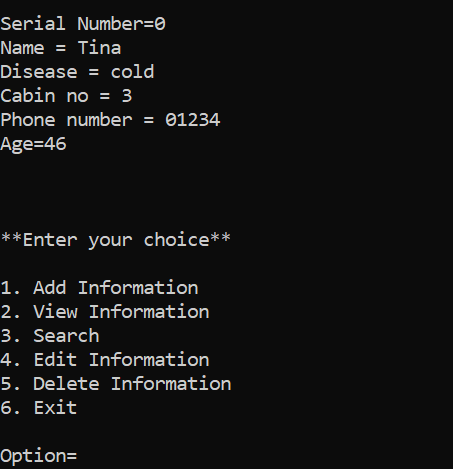 Serial Number=0
Name = Tina
Disease = cold
Cabin no = 3
Phone number = 01234
Age=46
**Enter your choice**
1. Add Information
2. View Information
3. Search
4. Edit Information
5. Delete Information
6. Exit
Option=